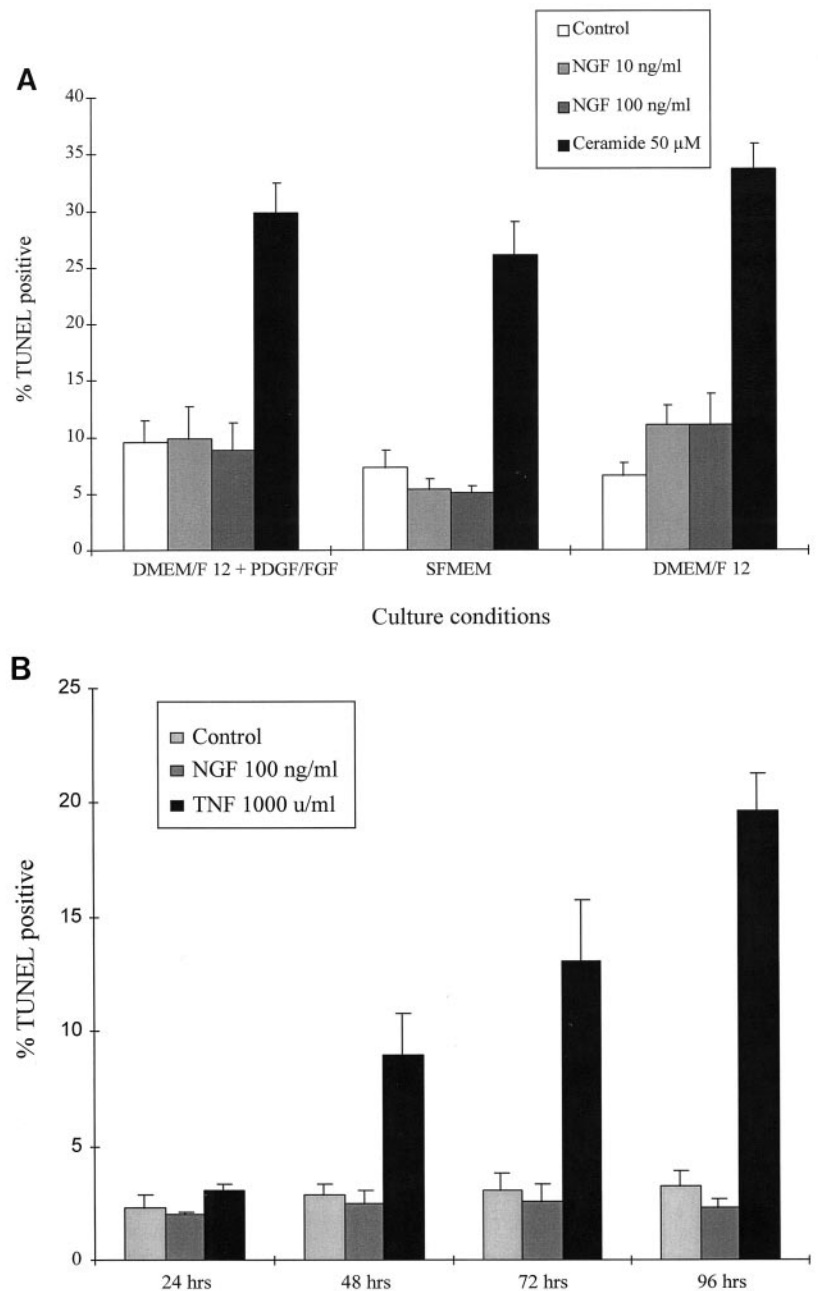 A
Control
NGF 10 ng/ml
NGF 100 ng/ml
Ceramide 50 µM
40
35
30
25
20
15
10
5
0
% TUNEL positive
DMEM/F 12 + PDGF/FGF
SFMEM
DMEM/F 12
Culture conditions
B
Control
NGF 100 ng/ml
TNF 1000 u/ml
25
20
15
10
5
0
% TUNEL positive
24 hrs
48 hrs
72 hrs
96 hrs